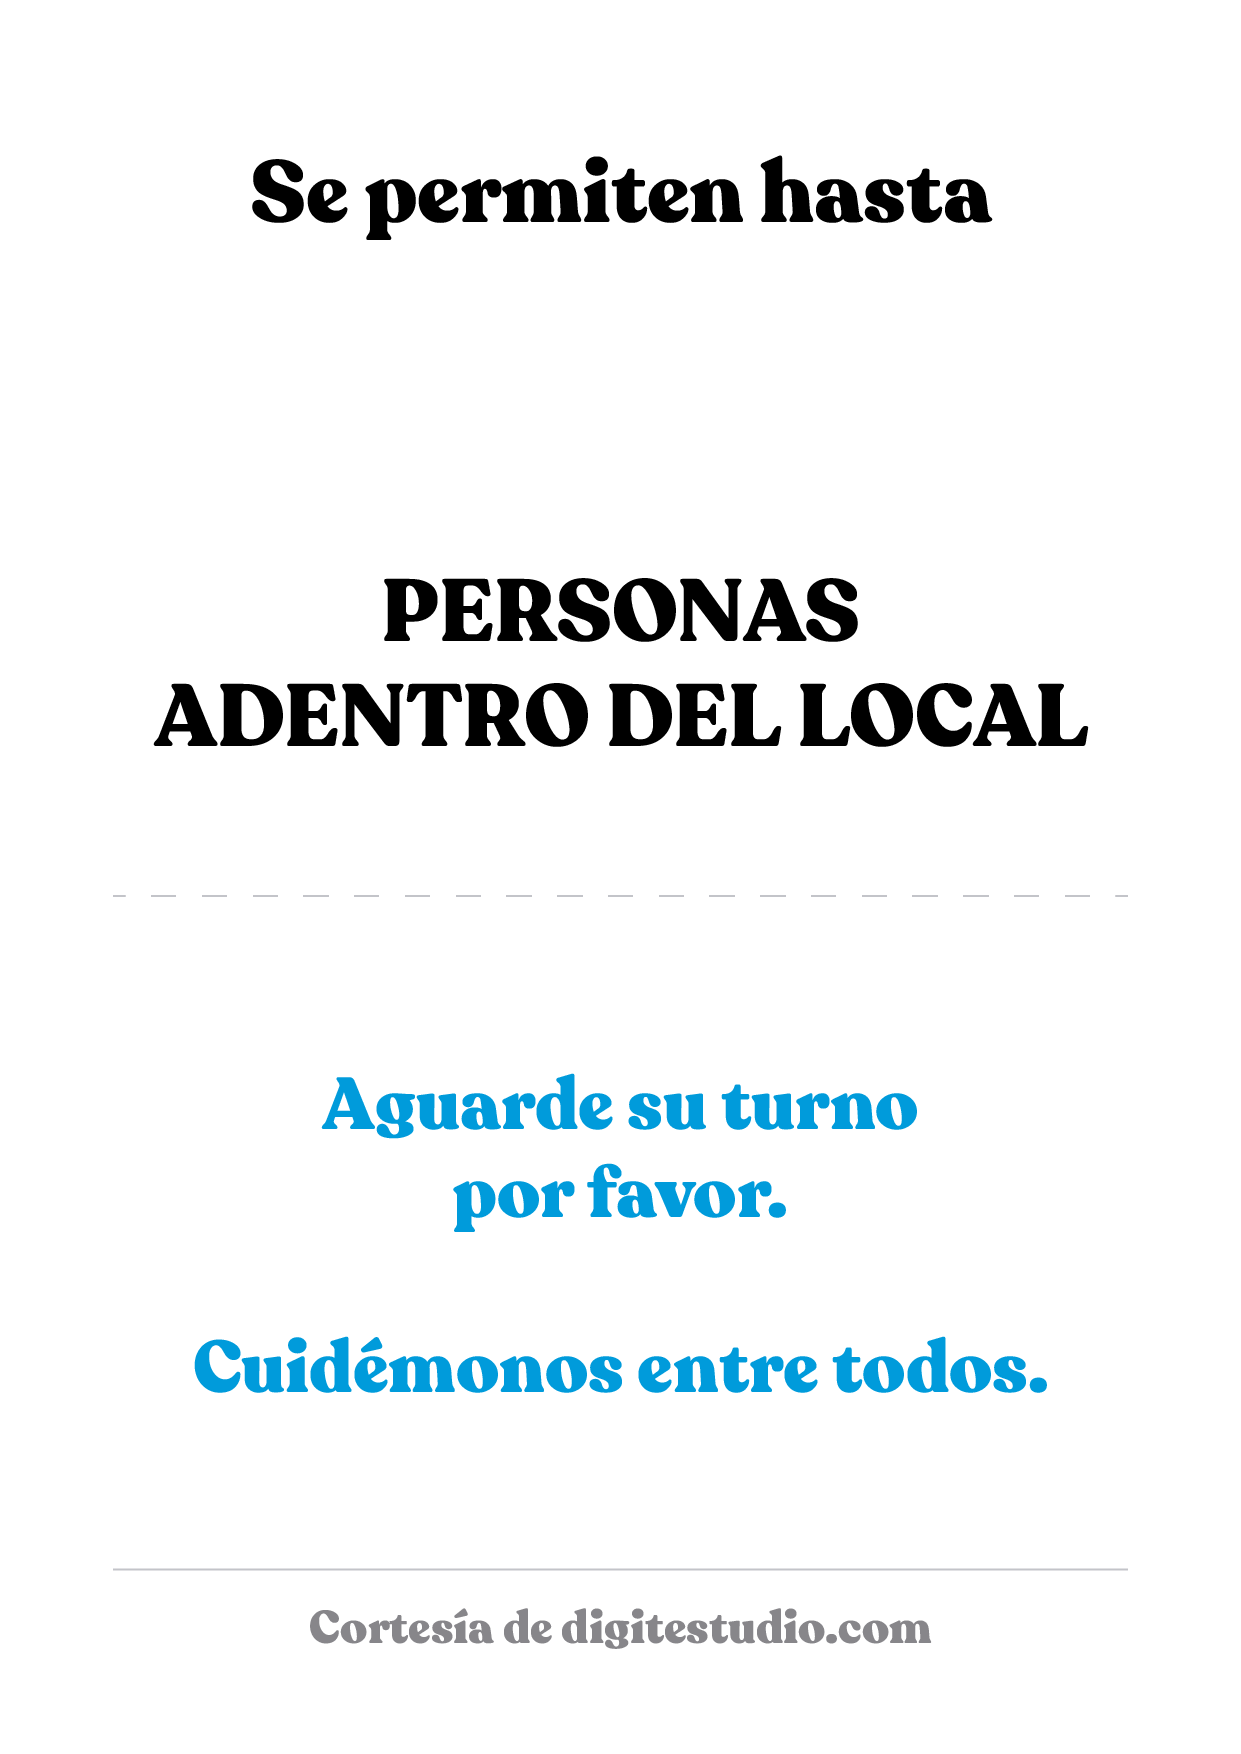 Se permiten hasta
PERSONAS
ADENTRO DEL LOCAL
Aguarde su turno
por favor.
Cuidémonos entre todos.
Cortesía de digitestudio.com